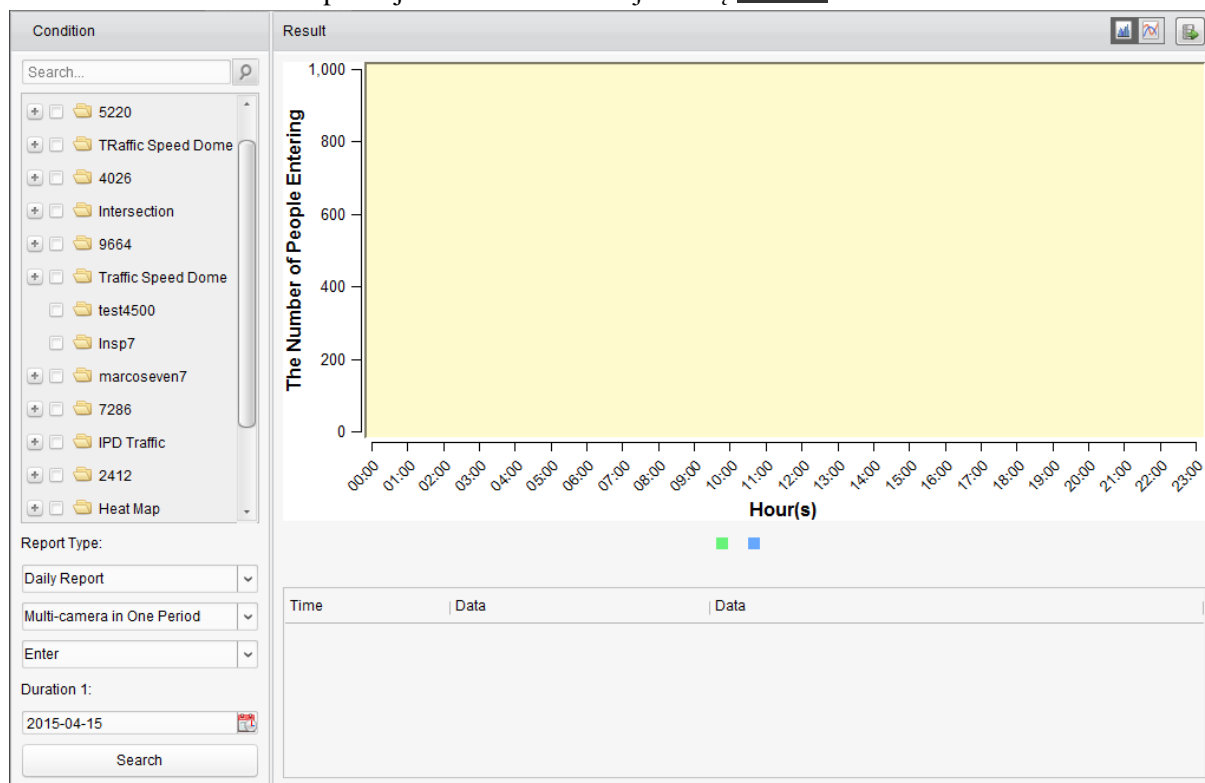 Condition
Search...
5220
TRaffic Speed Dome
4026
Intersection
9664
Traffic Speed Dome
test4500
Insp7
marcoseven7
7286
IPD Traffic
2412
Heat Map
Report Type:
Daily Report
Multi-camera in One Period
Enter
Duration 1:
2015-04-15
Search
Result
The Number of People Entering
1,000
800
600
400
200
0
00:00 01:00 02:00 03:00 04:00 05:00 06:00 07:00 08:00 09:00 10:00 11:00 12:00 13:00 14:00 15:00 16:00 17:00 18:00 19:00 20:00 21:00 22:00 23:00
Hour(s)
Time Data Data